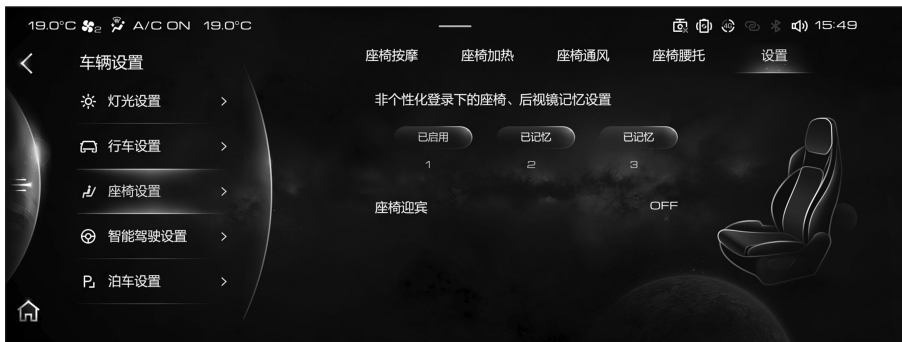 19.0°C 2 A/C ON 19.0°C 4G 15:49
车辆设置
座椅按摩 座椅加热 座椅通风 座椅腰托 设置
灯光设置
行车设置
座椅设置
智能驾驶设置
泊车设置
非个性化登录下的座椅、后视镜记忆设置
已启用 已记忆 已记忆
1 2 3
座椅迎宾 OFF